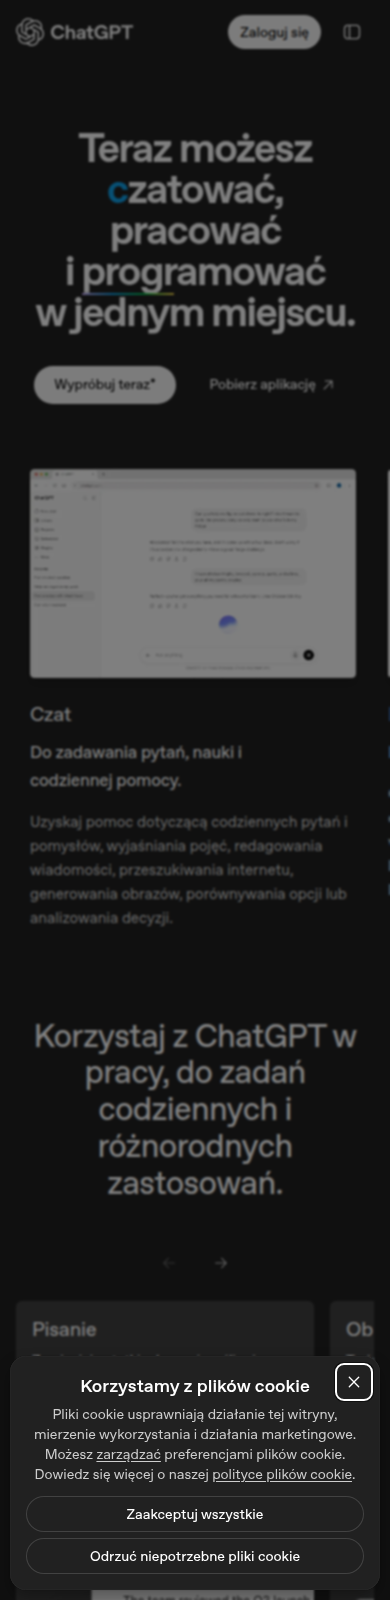 ChatGPT
Zaloguj się
Teraz możesz
czatować,
pracować
i programować
w jednym miejscu.
Wypróbuj teraz*
Pobierz aplikację
Czat
Do zadawania pytań, nauki i
codziennej pomocy.
Uzyskaj pomoc dotyczącą codziennych pytań i
pomysłów, wyjaśniania pojęć, redagowania
wiadomości, przeszukiwania internetu,
generowania obrazów, porównywania opcji lub
analizowania decyzji.
Korzystaj z ChatGPT w
pracy, do zadań
codziennych i
różnorodnych
zastosowań.
Pisanie
Ob
Korzystamy z plików cookie
Pliki cookie usprawniają działanie tej witryny,
mierzenie wykorzystania i działania marketingowe.
Możesz zarządzać preferencjami plików cookie.
Dowiedz się więcej o naszej polityce plików cookie.
Zaakceptuj wszystkie
Odrzuć niepotrzebne pliki cookie